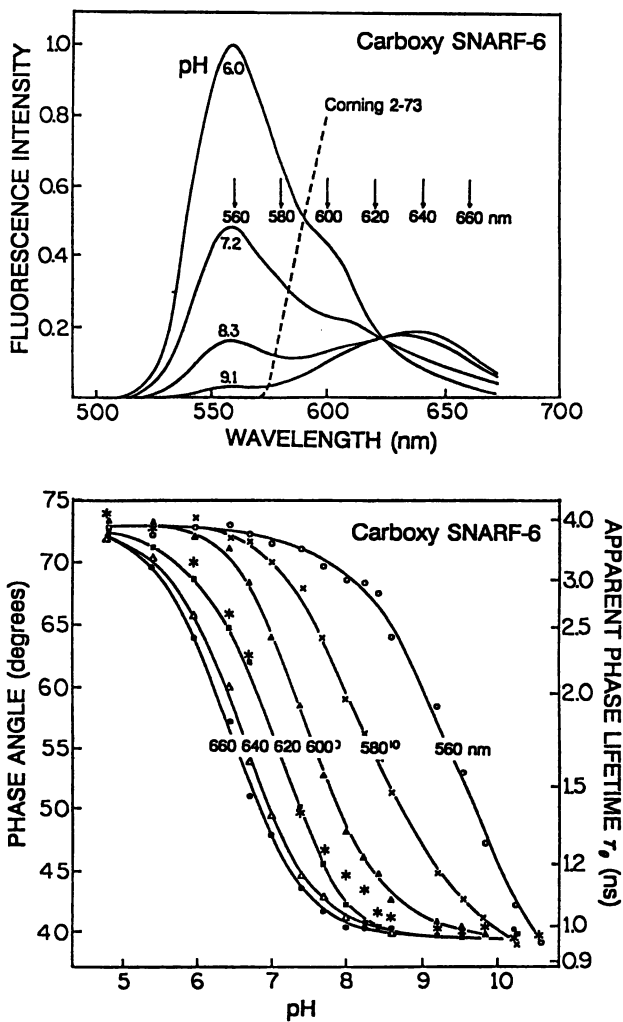 Carboxy SNARF-6
pH
6.0
Corning 2-73
560 580 600 620 640 660 nm
7.2
8.3
9.1
1.0
0.8
0.6
0.4
0.2
FLUORESCENCE INTENSITY
500 550 600 650 700
WAVELENGTH (nm)
Carboxy SNARF-6
75
70
65
60
55
50
45
40
PHASE ANGLE (degrees)
660 640 620 600 580 560 nm
4.0
3.0
2.5
2.0
1.5
1.2
1.0
0.9
APPARENT PHASE LIFETIME τθ (ns)
5 6 7 8 9 10
pH